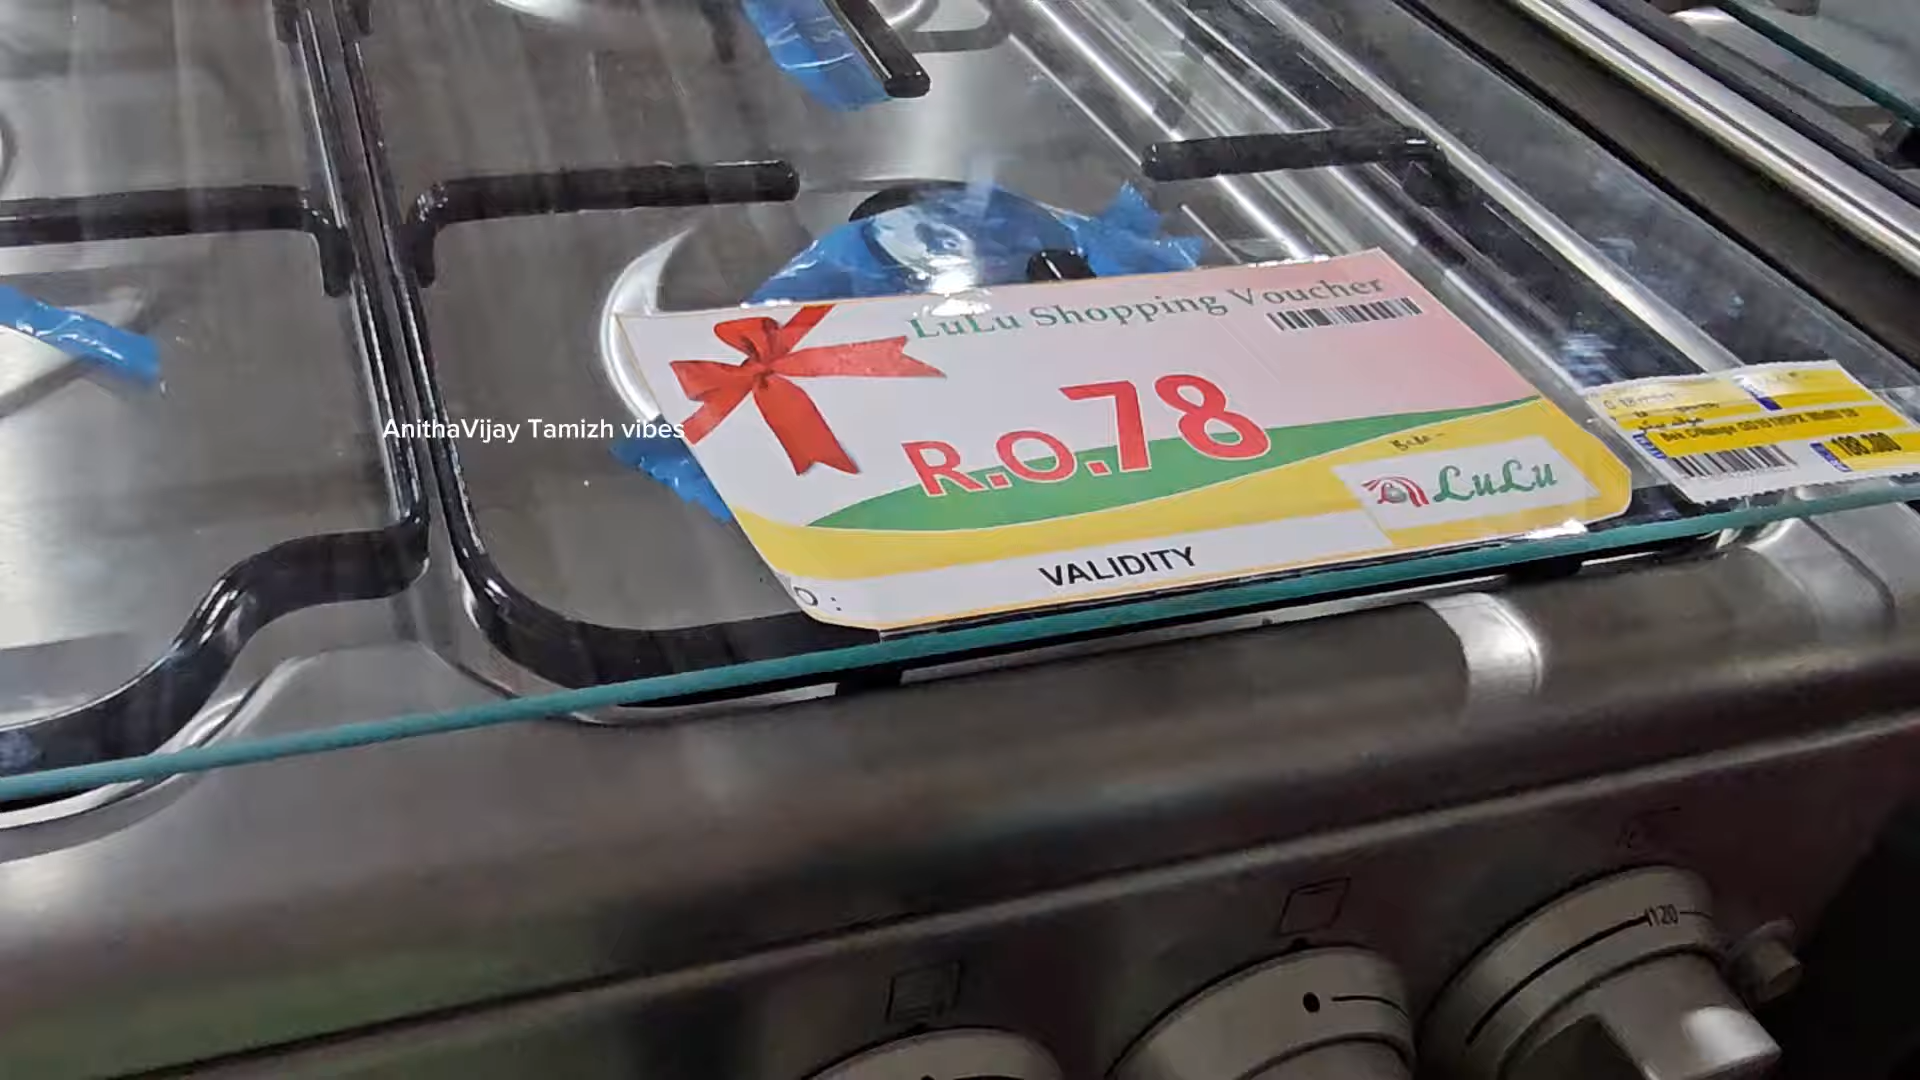 LuLu Shopping Voucher
R.O.78
AnithaVijay Tamizh vibes
LuLu
VALIDITY
O :
120